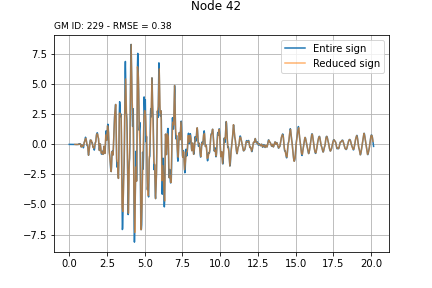 Node 42
GM ID: 229 - RMSE = 0.38
Entire sign
Reduced sign
7.5
5.0
2.5
0.0
−2.5
−5.0
−7.5
0.0 2.5 5.0 7.5 10.0 12.5 15.0 17.5 20.0